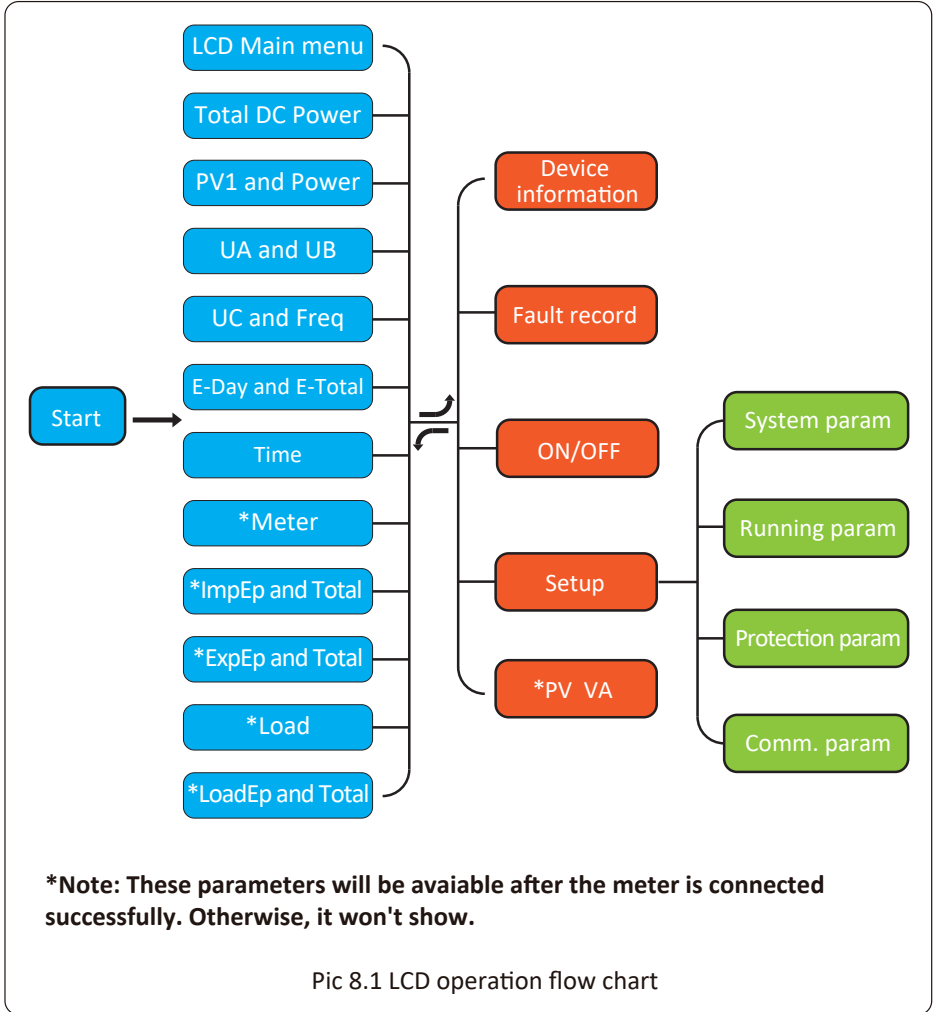 LCD Main menu
Total DC Power
PV1 and Power
UA and UB
UC and Freq
E-Day and E-Total
Start
Time
*Meter
*ImpEp and Total
*ExpEp and Total
*Load
*LoadEp and Total
Device
information
Fault record
ON/OFF
Setup
*PV VA
System param
Running param
Protection param
Comm. param
*Note: These parameters will be avaiable after the meter is connected
successfully. Otherwise, it won't show.
Pic 8.1 LCD operation flow chart